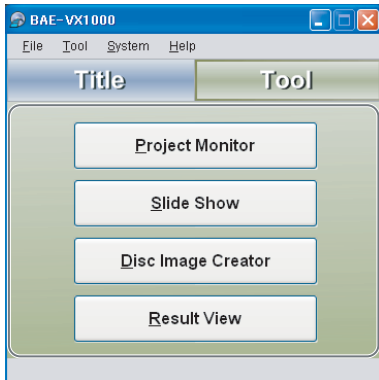 BAE-VX1000
File Tool System Help
Title Tool
Project Monitor
Slide Show
Disc Image Creator
Result View